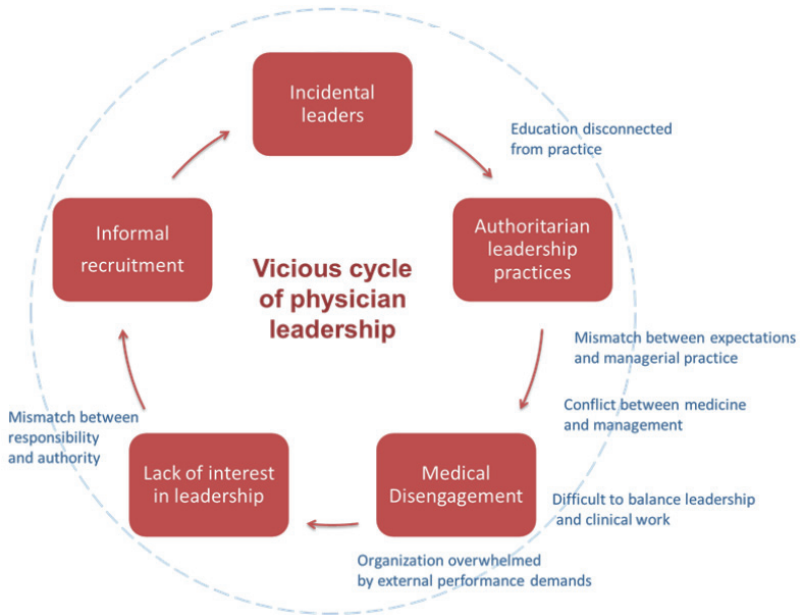 Incidental
leaders
Education disconnected
from practice
Authoritarian
leadership
practices
Informal
recruitment
Vicious cycle
of physician
leadership
Mismatch between expectations
and managerial practice
Conflict between medicine
and management
Mismatch between
responsibility
and authority
Lack of interest
in leadership
Medical
Disengagement
Difficult to balance leadership
and clinical work
Organization overwhelmed
by external performance demands